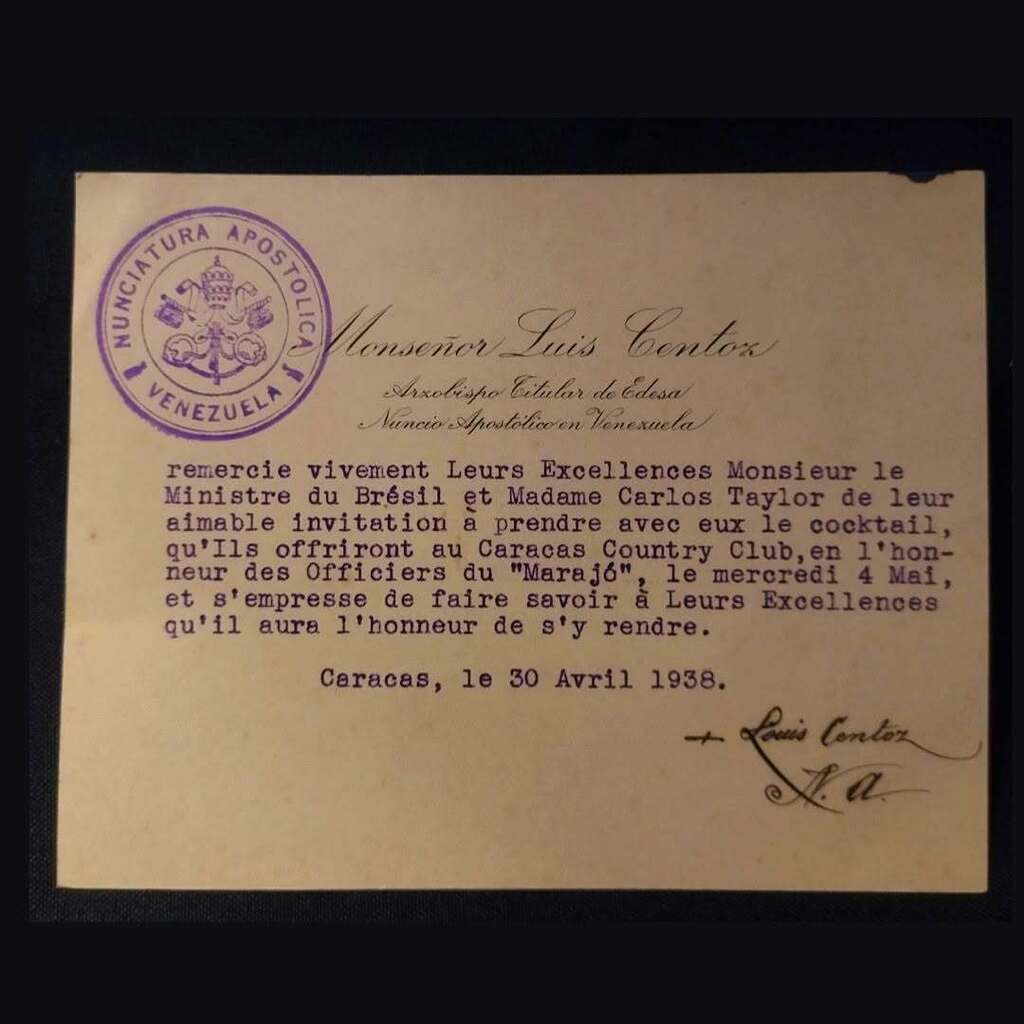 NUNCIATURA APOSTOLICA
VENEZUELA
Monseñor Luis Centoz
Arzobispo Titular de Edesa
Nuncio Apostólico en Venezuela
remercie vivement Leurs Excellences Monsieur le
Ministre du Brésil et Madame Carlos Taylor de leur
aimable invitation à prendre avec eux le cocktail,
qu'Ils offriront au Caracas Country Club,en l'hon-
neur des Officiers du "Marajó", le mercredi 4 Mai,
et s'empresse de faire savoir à Leurs Excellences
qu'il aura l'honneur de s'y rendre.
Caracas, le 30 Avril 1938.
+ Louis Centoz
N. A.